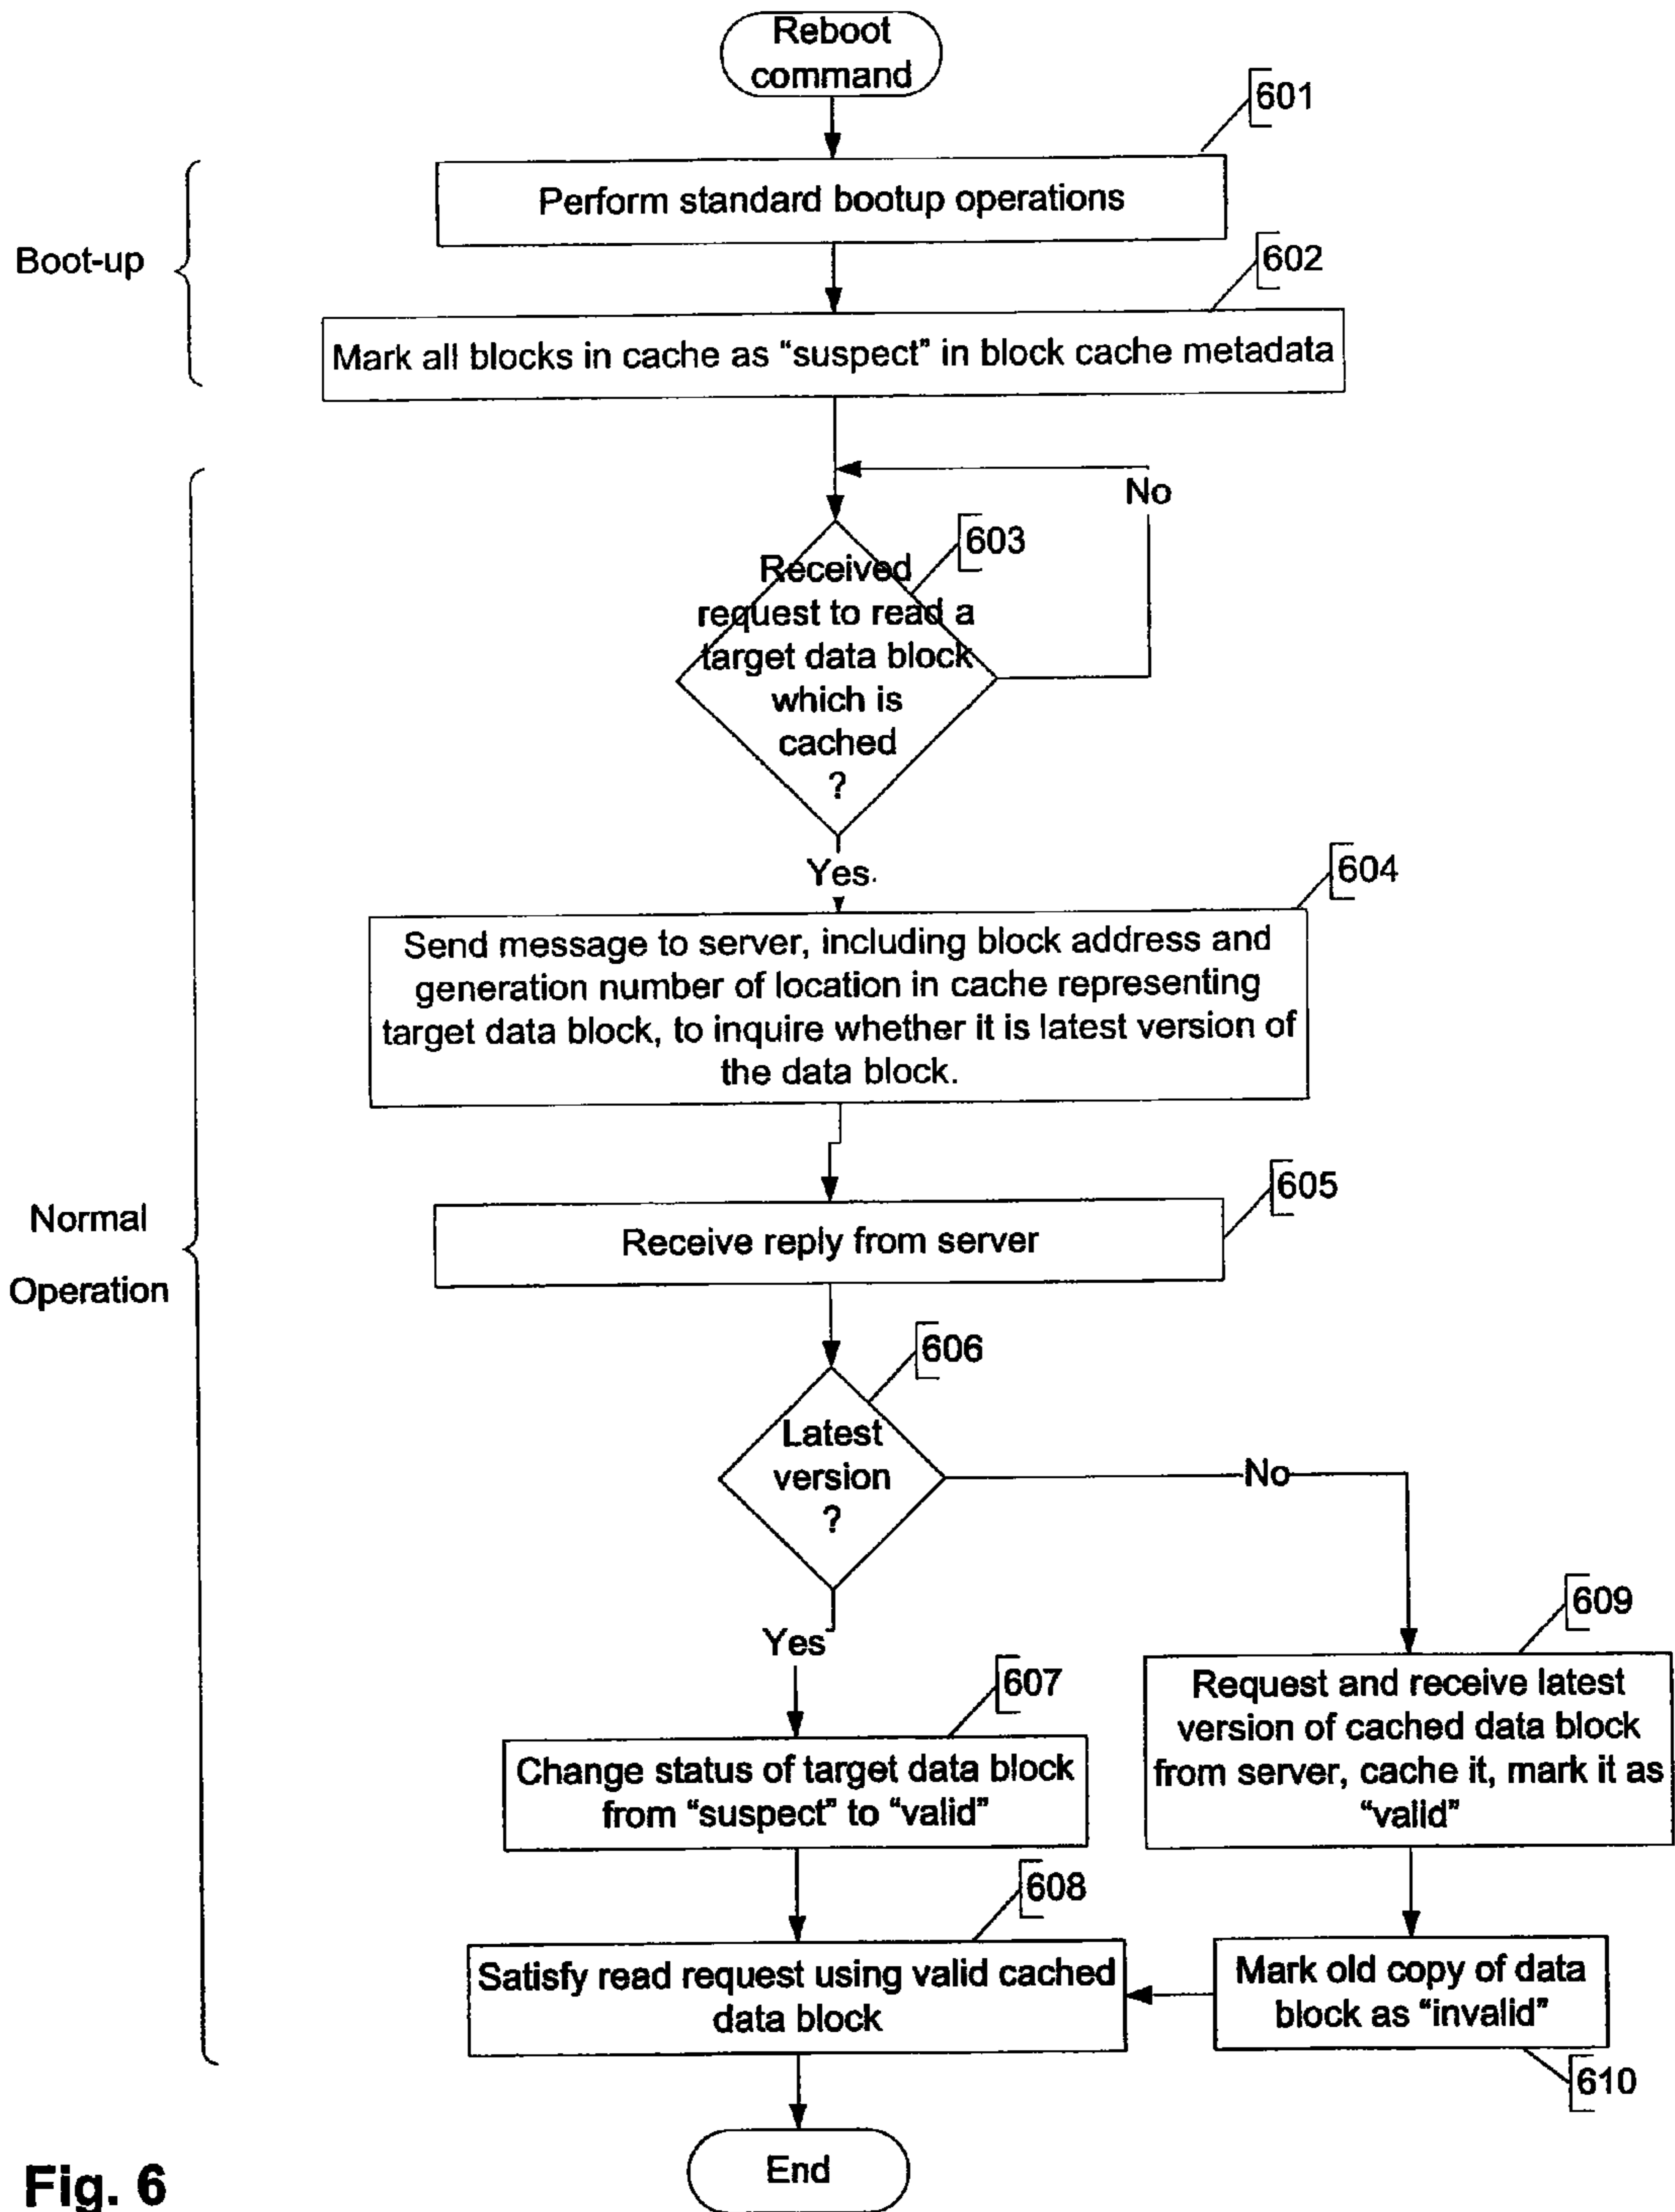 Reboot
command
601
Perform standard bootup operations
Boot-up
602
Mark all blocks in cache as “suspect” in block cache metadata
No
603
Received
request to read a
target data block
which is
cached
?
Yes
604
Send message to server, including block address and
generation number of location in cache representing
target data block, to inquire whether it is latest version of
the data block.
605
Receive reply from server
Normal
Operation
606
Latest
version
?
No
Yes
609
Request and receive latest
version of cached data block
from server, cache it, mark it as
“valid”
607
Change status of target data block
from “suspect” to “valid”
608
Satisfy read request using valid cached
data block
Mark old copy of data
block as “invalid”
610
End
Fig. 6